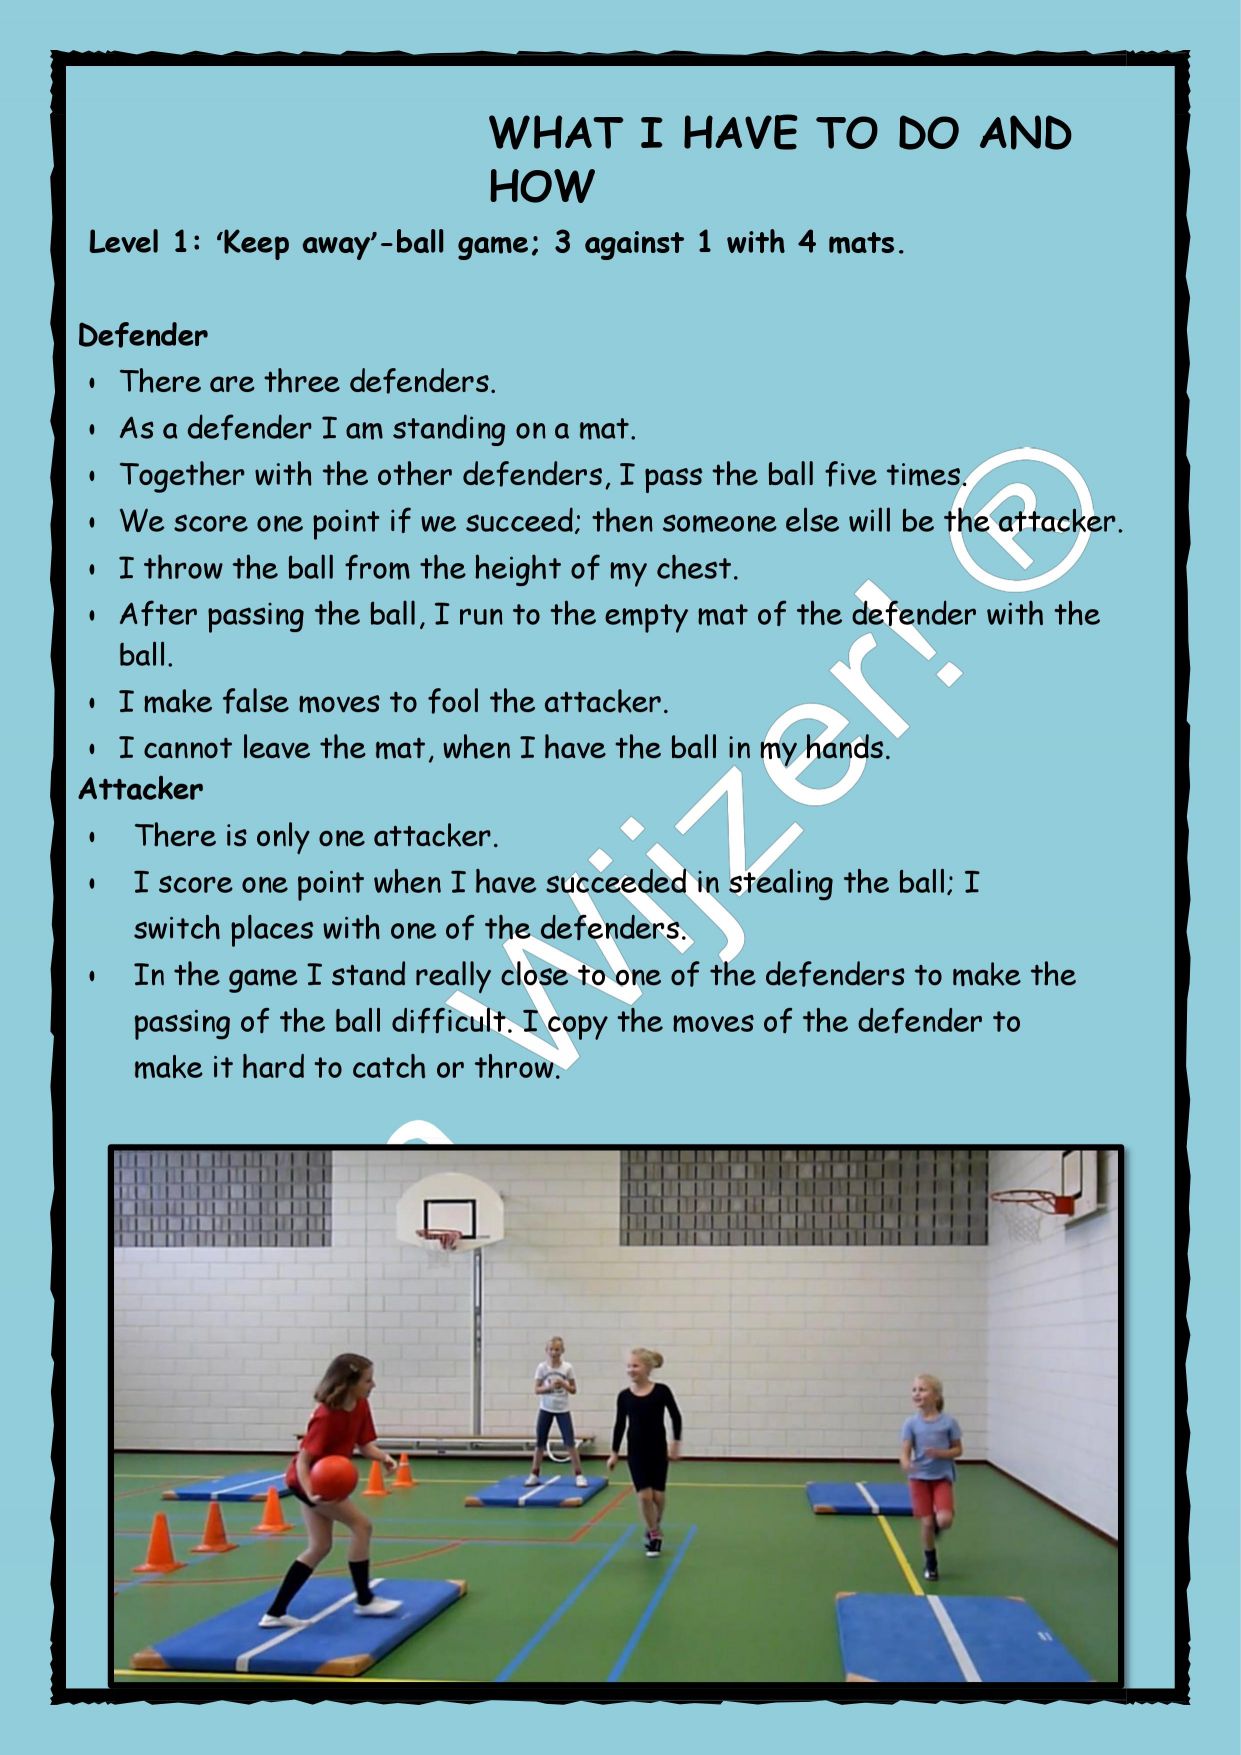 WHAT I HAVE TO DO AND
HOW
Level 1: ‘Keep away’-ball game; 3 against 1 with 4 mats.
Defender
• There are three defenders.
• As a defender I am standing on a mat.
• Together with the other defenders, I pass the ball five times.
• We score one point if we succeed; then someone else will be the attacker.
• I throw the ball from the height of my chest.
• After passing the ball, I run to the empty mat of the defender with the
ball.
• I make false moves to fool the attacker.
• I cannot leave the mat, when I have the ball in my hands.
Attacker
• There is only one attacker.
• I score one point when I have succeeded in stealing the ball; I
switch places with one of the defenders.
• In the game I stand really close to one of the defenders to make the
passing of the ball difficult. I copy the moves of the defender to
make it hard to catch or throw.
Wijzer! ®